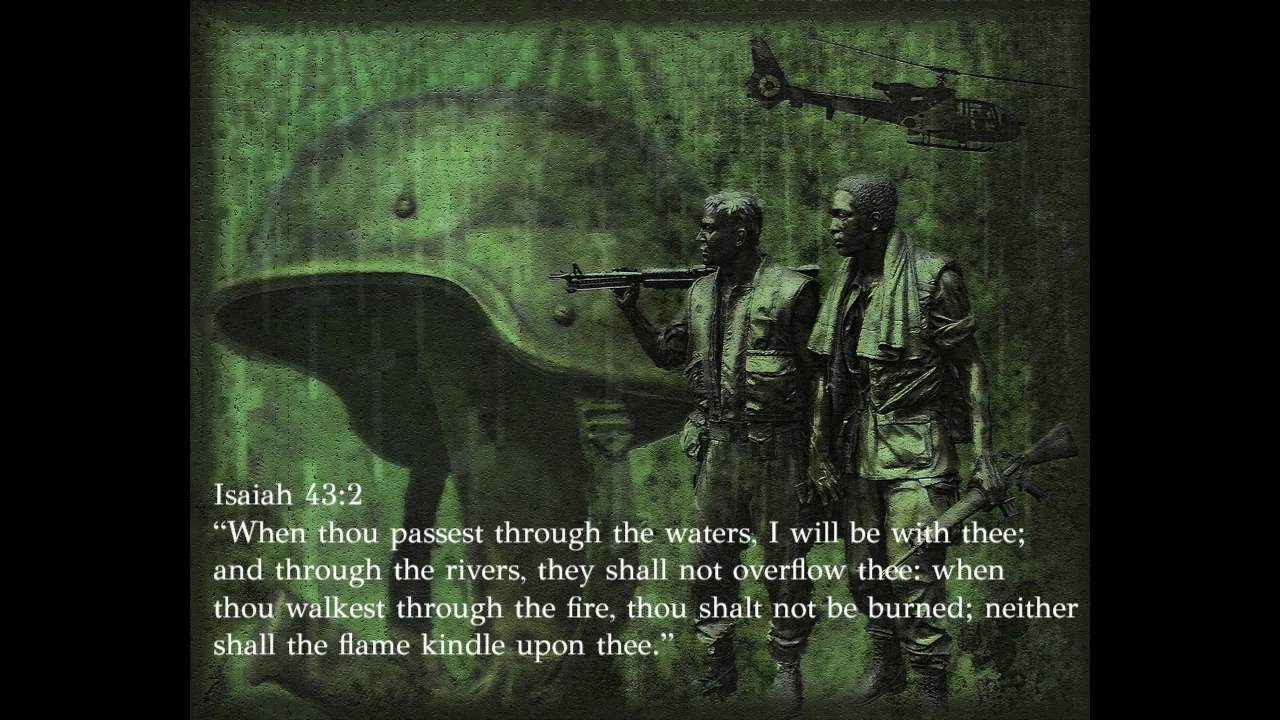 Isaiah 43:2
“When thou passest through the waters, I will be with thee;
and through the rivers, they shall not overflow thee: when
thou walkest through the fire, thou shalt not be burned; neither
shall the flame kindle upon thee.”